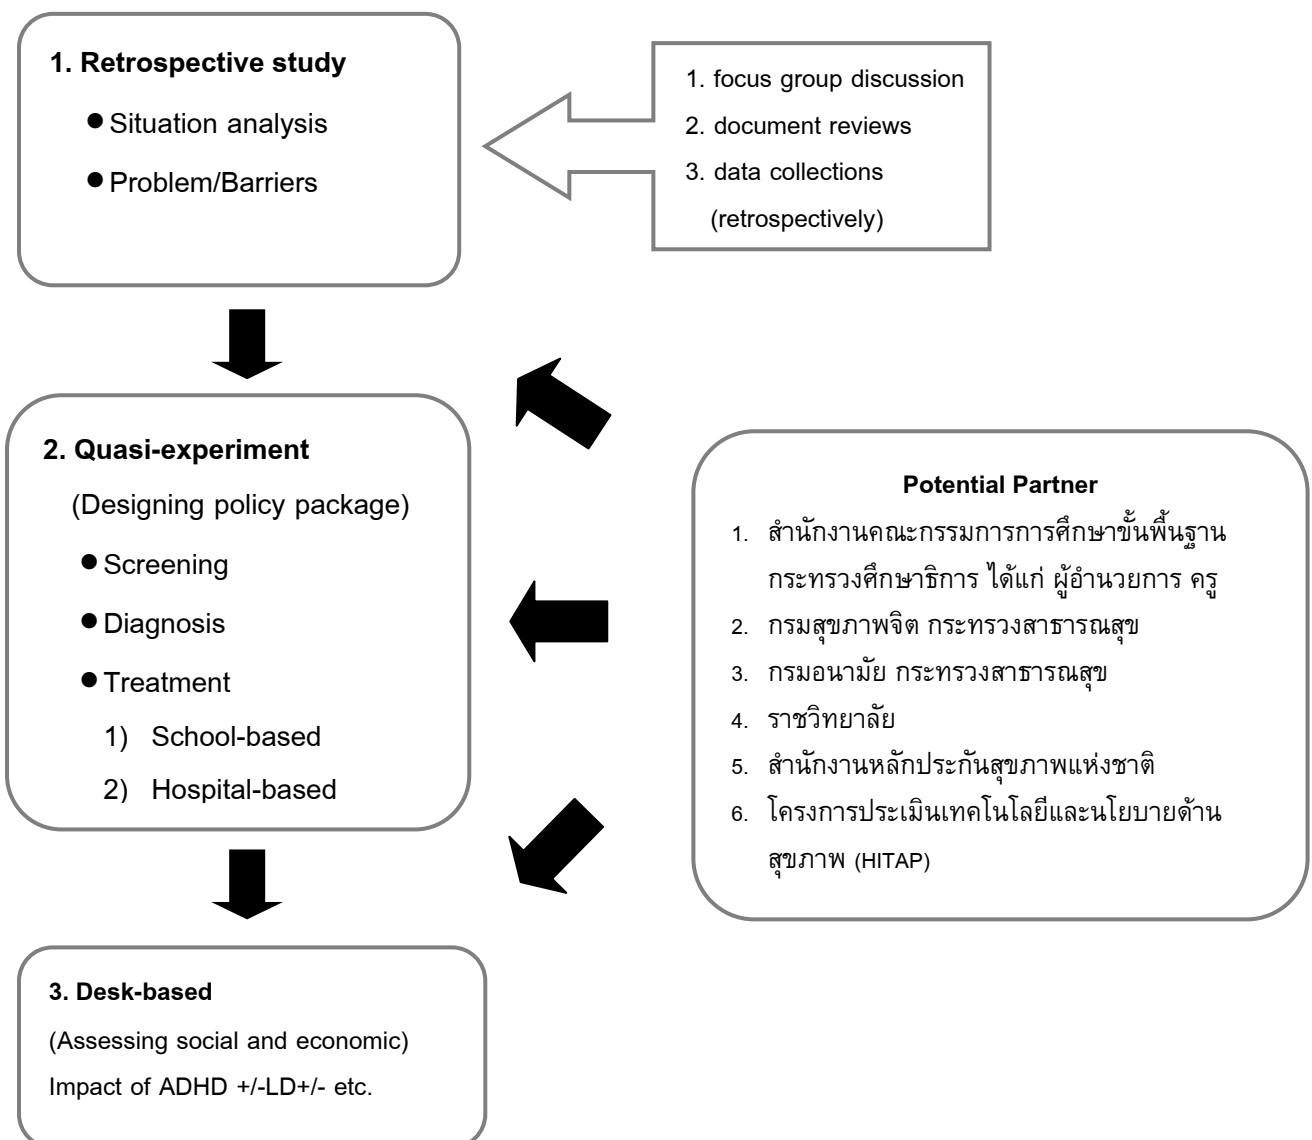 1. Retrospective study
● Situation analysis
● Problem/Barriers
1. focus group discussion
2. document reviews
3. data collections
(retrospectively)
2. Quasi-experiment
(Designing policy package)
● Screening
● Diagnosis
● Treatment
1) School-based
2) Hospital-based
Potential Partner
1. สำนักงานคณะกรรมการการศึกษาขั้นพื้นฐาน
กระทรวงศึกษาธิการ ได้แก่ ผู้อำนวยการ ครู
2. กรมสุขภาพจิต กระทรวงสาธารณสุข
3. กรมอนามัย กระทรวงสาธารณสุข
4. ราชวิทยาลัย
5. สำนักงานหลักประกันสุขภาพแห่งชาติ
6. โครงการประเมินเทคโนโลยีและนโยบายด้าน
สุขภาพ (HITAP)
3. Desk-based
(Assessing social and economic)
Impact of ADHD +/-LD+/- etc.